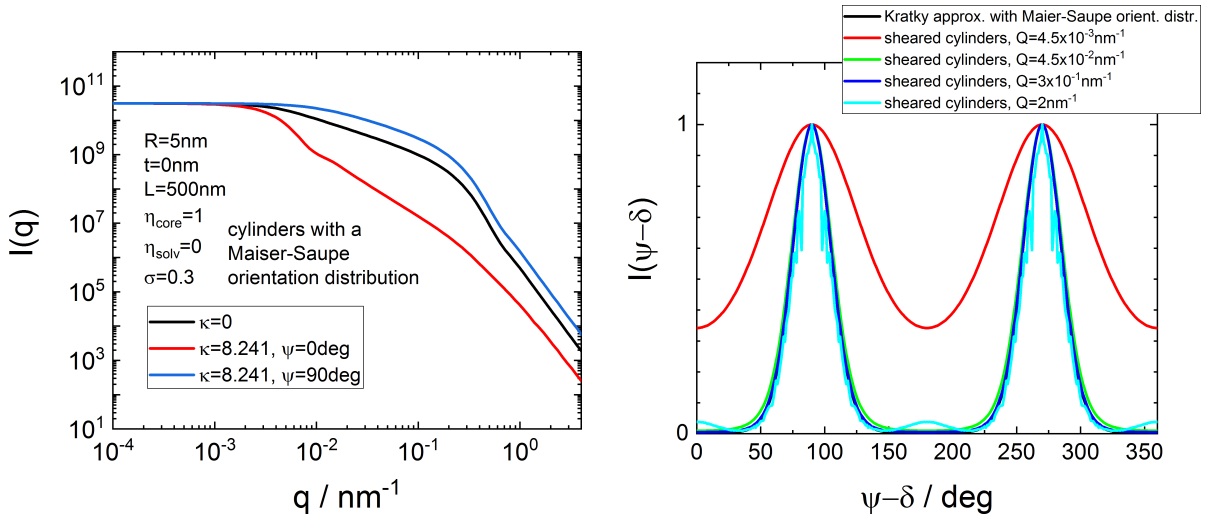 I(q)
10^11
10^9
10^7
10^5
10^3
10^1
R=5nm
t=0nm
L=500nm
η_core=1
η_solv=0
σ=0.3
cylinders with a
Maiser-Saupe
orientation distribution
κ=0
κ=8.241, ψ=0deg
κ=8.241, ψ=90deg
10^-4 10^-3 10^-2 10^-1 10^0
q / nm^-1
Kratky approx. with Maier-Saupe orient. distr.
sheared cylinders, Q=4.5x10^-3nm^-1
sheared cylinders, Q=4.5x10^-2nm^-1
sheared cylinders, Q=3x10^-1nm^-1
sheared cylinders, Q=2nm^-1
I(ψ−δ)
1
0
0 50 100 150 200 250 300 350
ψ−δ / deg